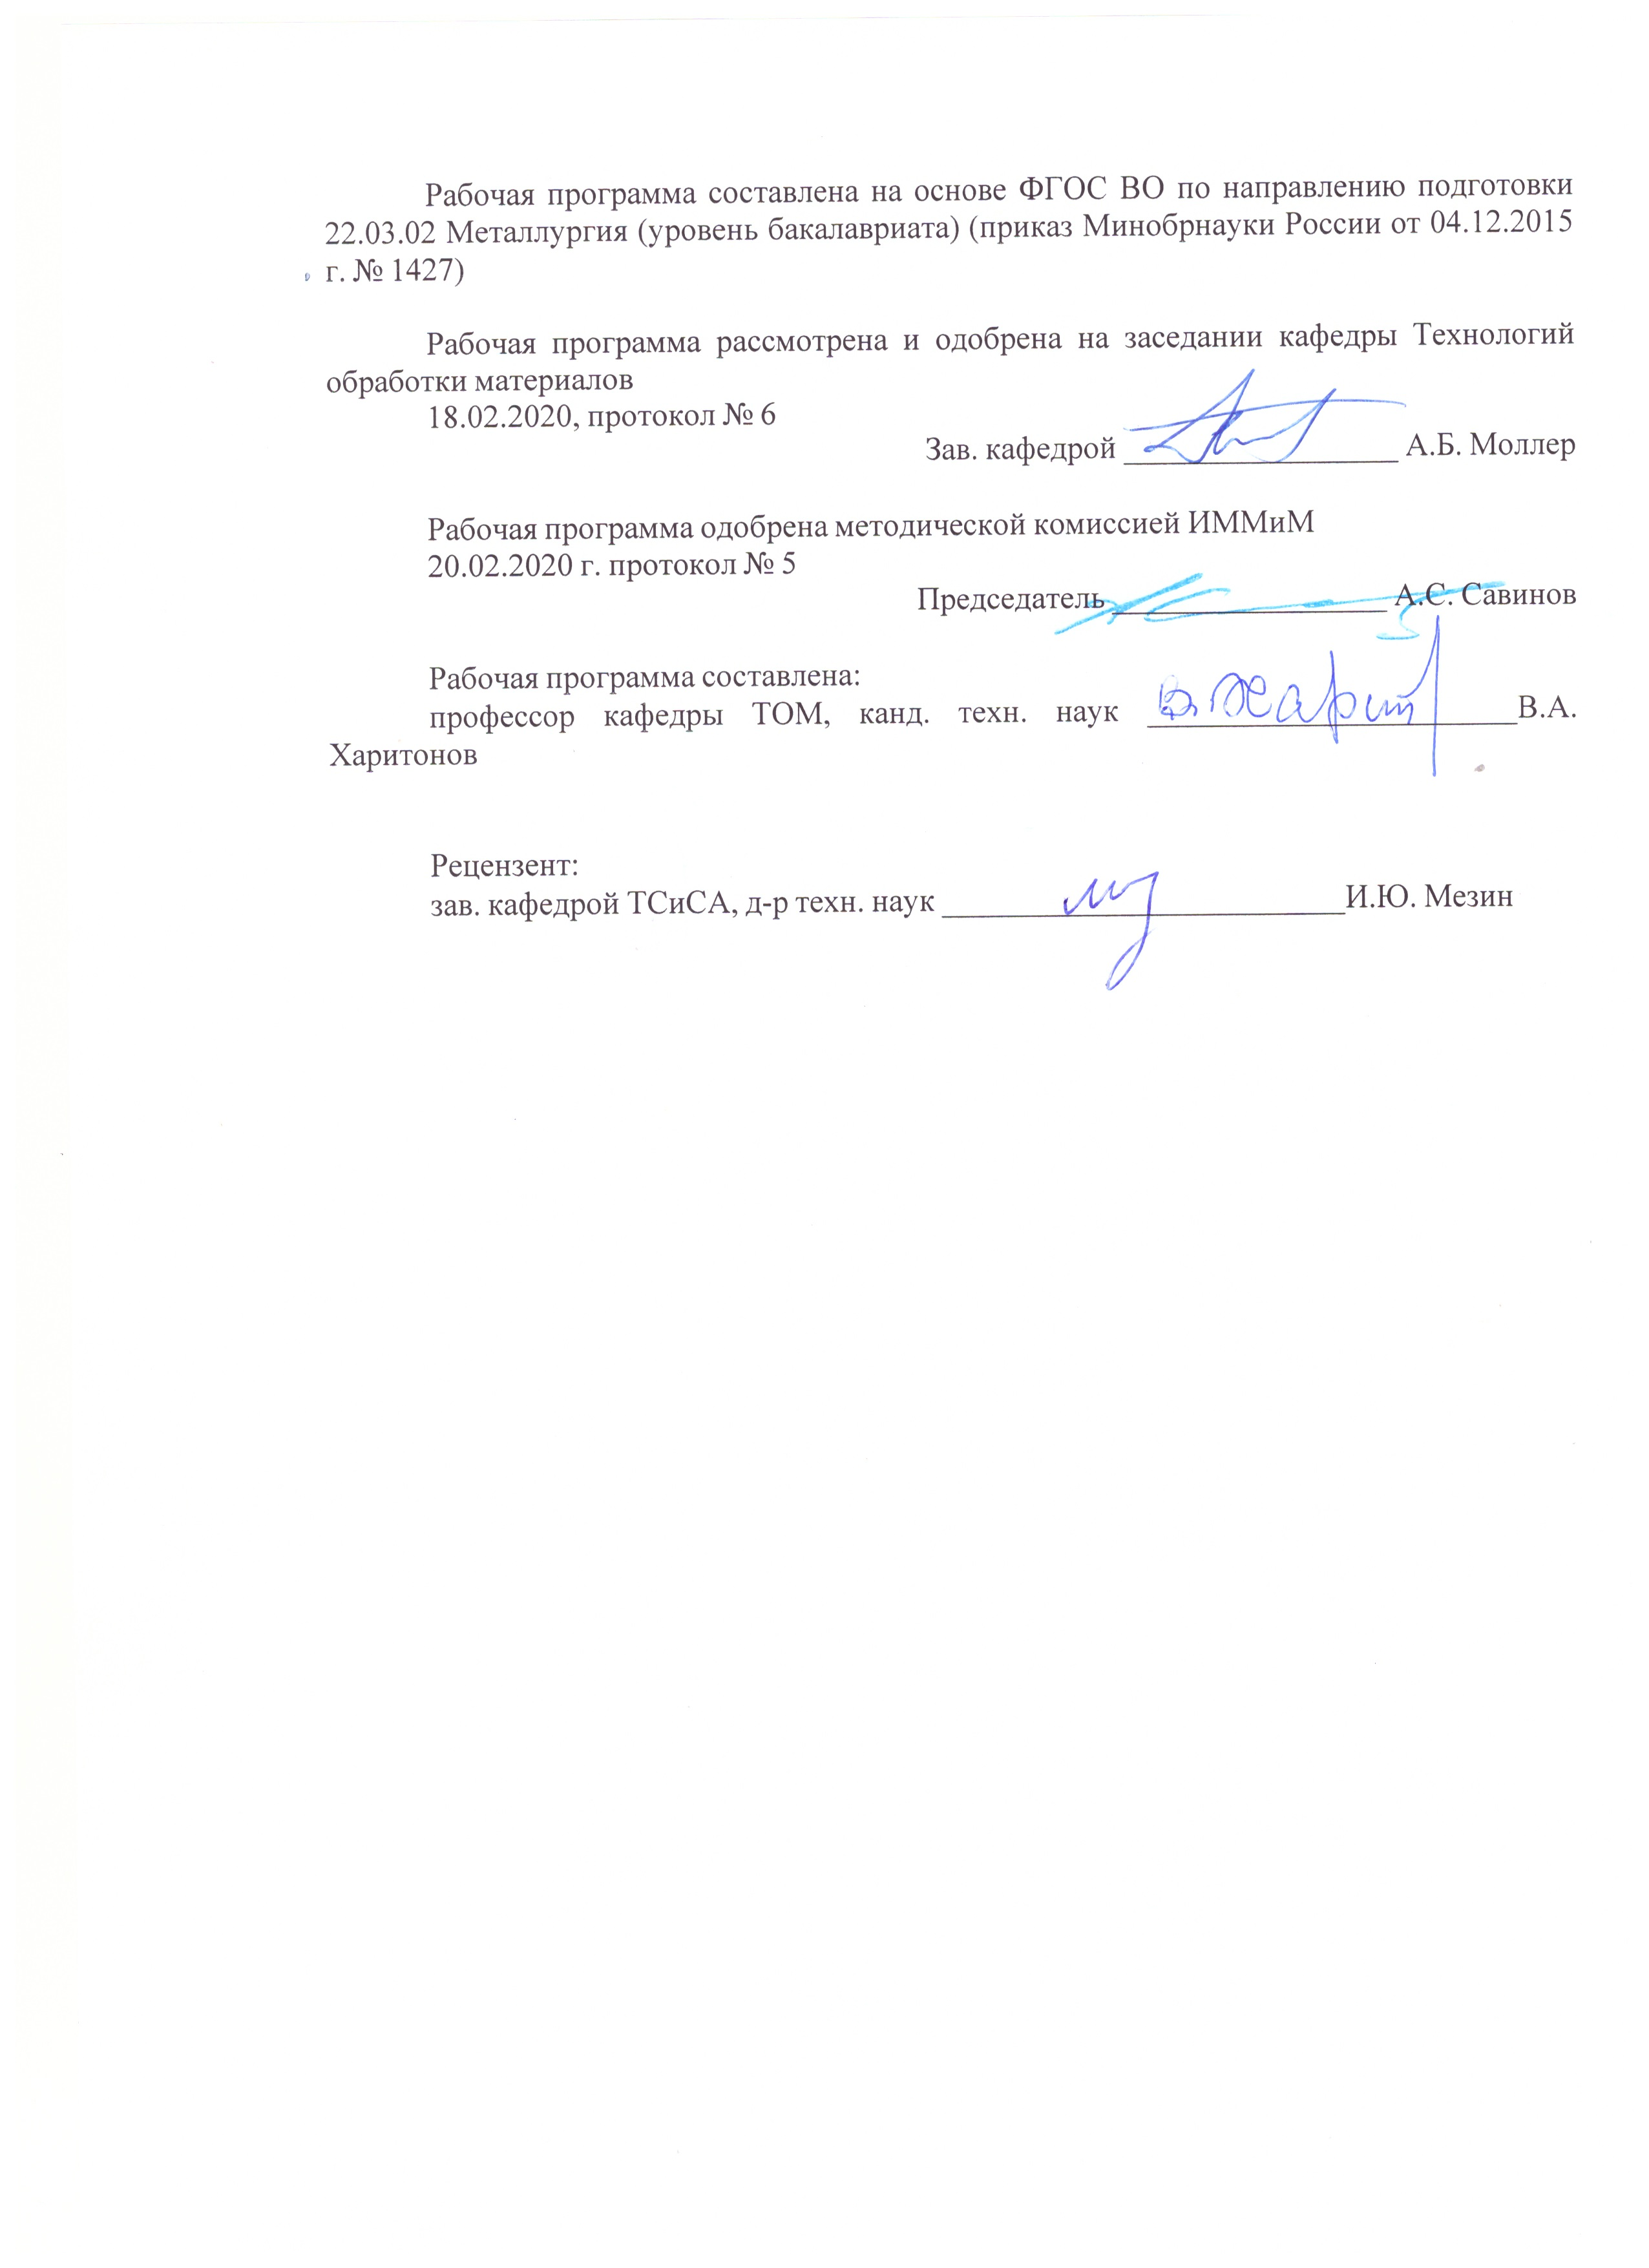 Рабочая программа составлена на основе ФГОС ВО по направлению подготовки
22.03.02 Металлургия (уровень бакалавриата) (приказ Минобрнауки России от 04.12.2015
г. № 1427)
Рабочая программа рассмотрена и одобрена на заседании кафедры Технологий
обработки материалов
18.02.2020, протокол № 6
Зав. кафедрой ____________________ А.Б. Моллер
Рабочая программа одобрена методической комиссией ИММиМ
20.02.2020 г. протокол № 5
Председатель ____________________ А.С. Савинов
Рабочая программа составлена:
профессор кафедры ТОМ, канд. техн. наук ____________________В.А.
Харитонов
Рецензент:
зав. кафедрой ТСиСА, д-р техн. наук ____________________И.Ю. Мезин